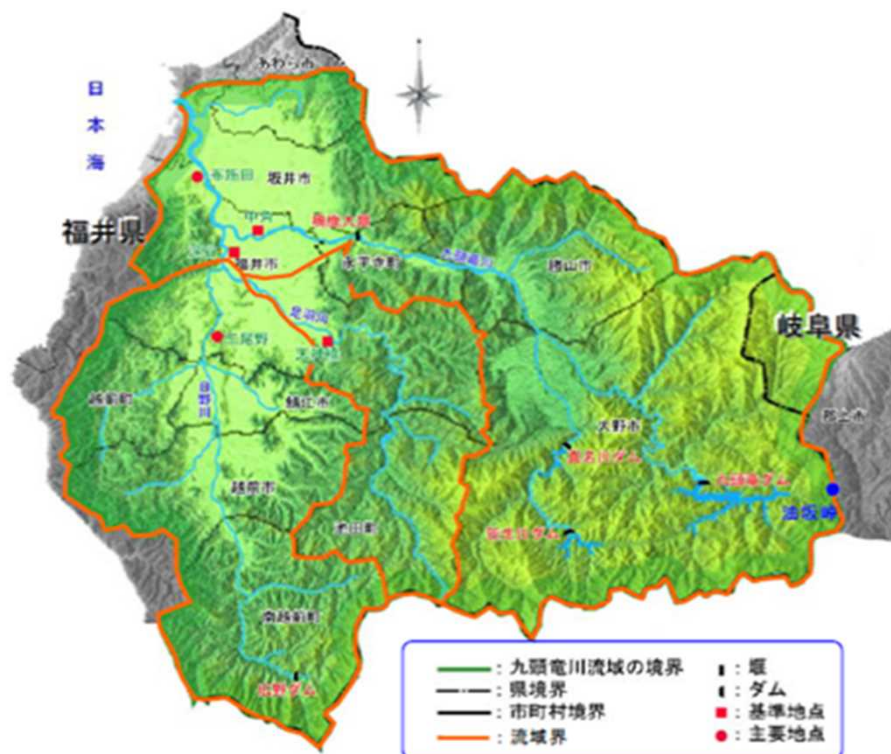 あわら市
日本海
坂井市
中角
福井県
鳴鹿大堰
福井市
永平寺町
九頭竜川
勝山市
足羽川
岐阜県
三尾野
天神橋
越前町
日野川
鯖江市
大野市
郡上市
真名川ダム
越前市
九頭竜ダム
油坂峠
池田町
笹生川ダム
南越前町
広野ダム
：九頭竜川流域の境界
：県境界
：市町村境界
：流域界
：堰
：ダム
：基準地点
：主要地点